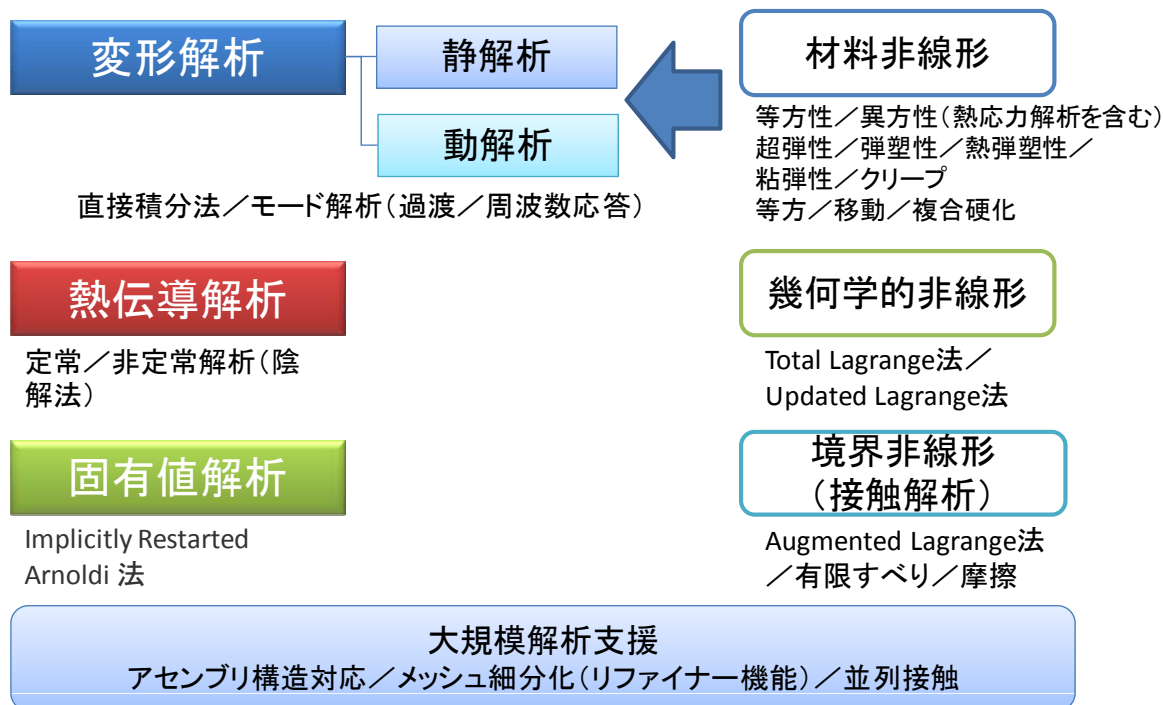 変形解析
静解析
動解析
直接積分法／モード解析（過渡／周波数応答）
材料非線形
等方性／異方性（熱応力解析を含む）
超弾性／弾塑性／熱弾塑性／
粘弾性／クリープ
等方／移動／複合硬化
熱伝導解析
定常／非定常解析（陰
解法）
幾何学的非線形
Total Lagrange法／
Updated Lagrange法
固有値解析
Implicitly Restarted
Arnoldi 法
境界非線形
（接触解析）
Augmented Lagrange法
／有限すべり／摩擦
大規模解析支援
アセンブリ構造対応／メッシュ細分化（リファイナー機能）／並列接触